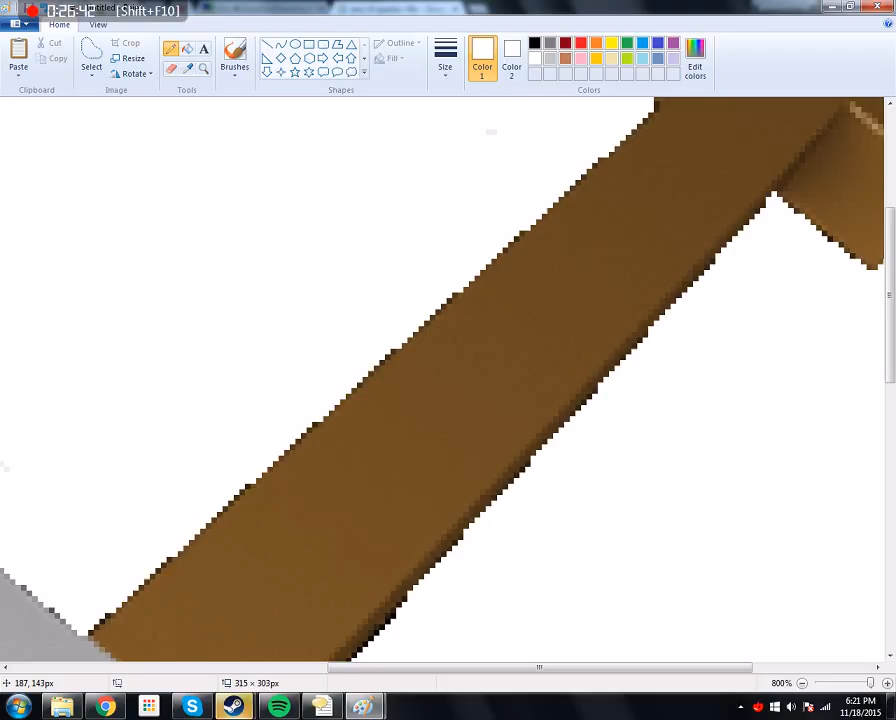 0:26:42 [Shift+F10]
Home View
Paste
Cut
Copy
Clipboard
Select
Crop
Resize
Rotate
Image
A
Tools
Brushes
Outline
Fill
Shapes
Size
Color 1
Color 2
Edit colors
Colors
187, 143px
315 × 303px
800%
6:21 PM
11/18/2015